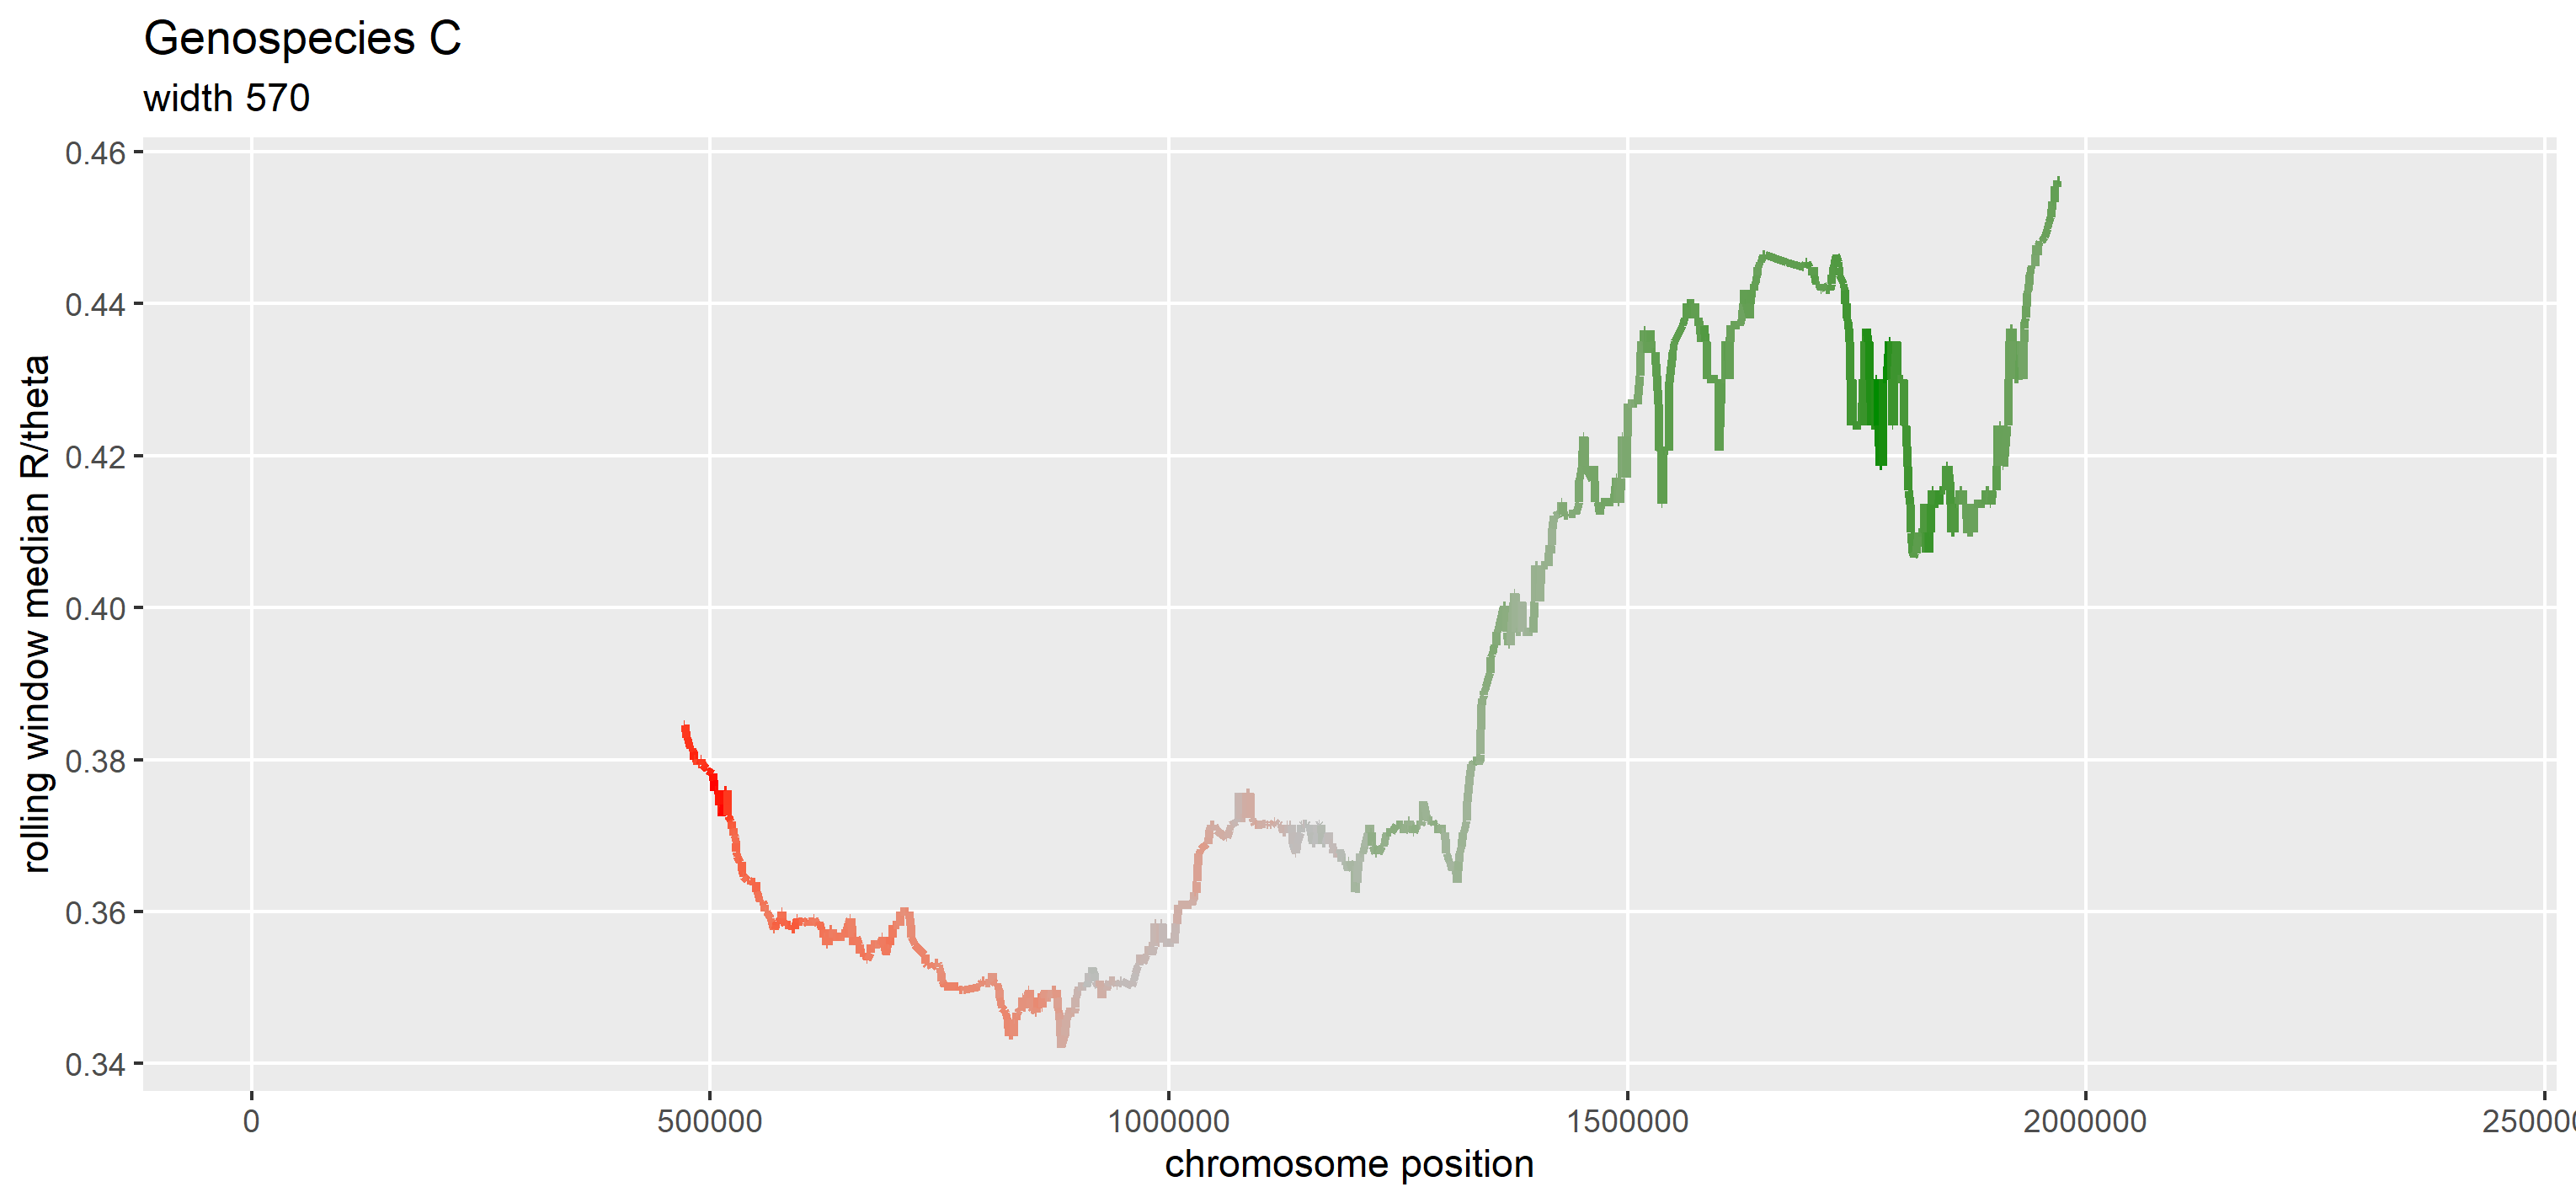 Genospecies C
width 570
rolling window median R/theta
0.46
0.44
0.42
0.40
0.38
0.36
0.34
0 500000 1000000 1500000 2000000 250000
chromosome position